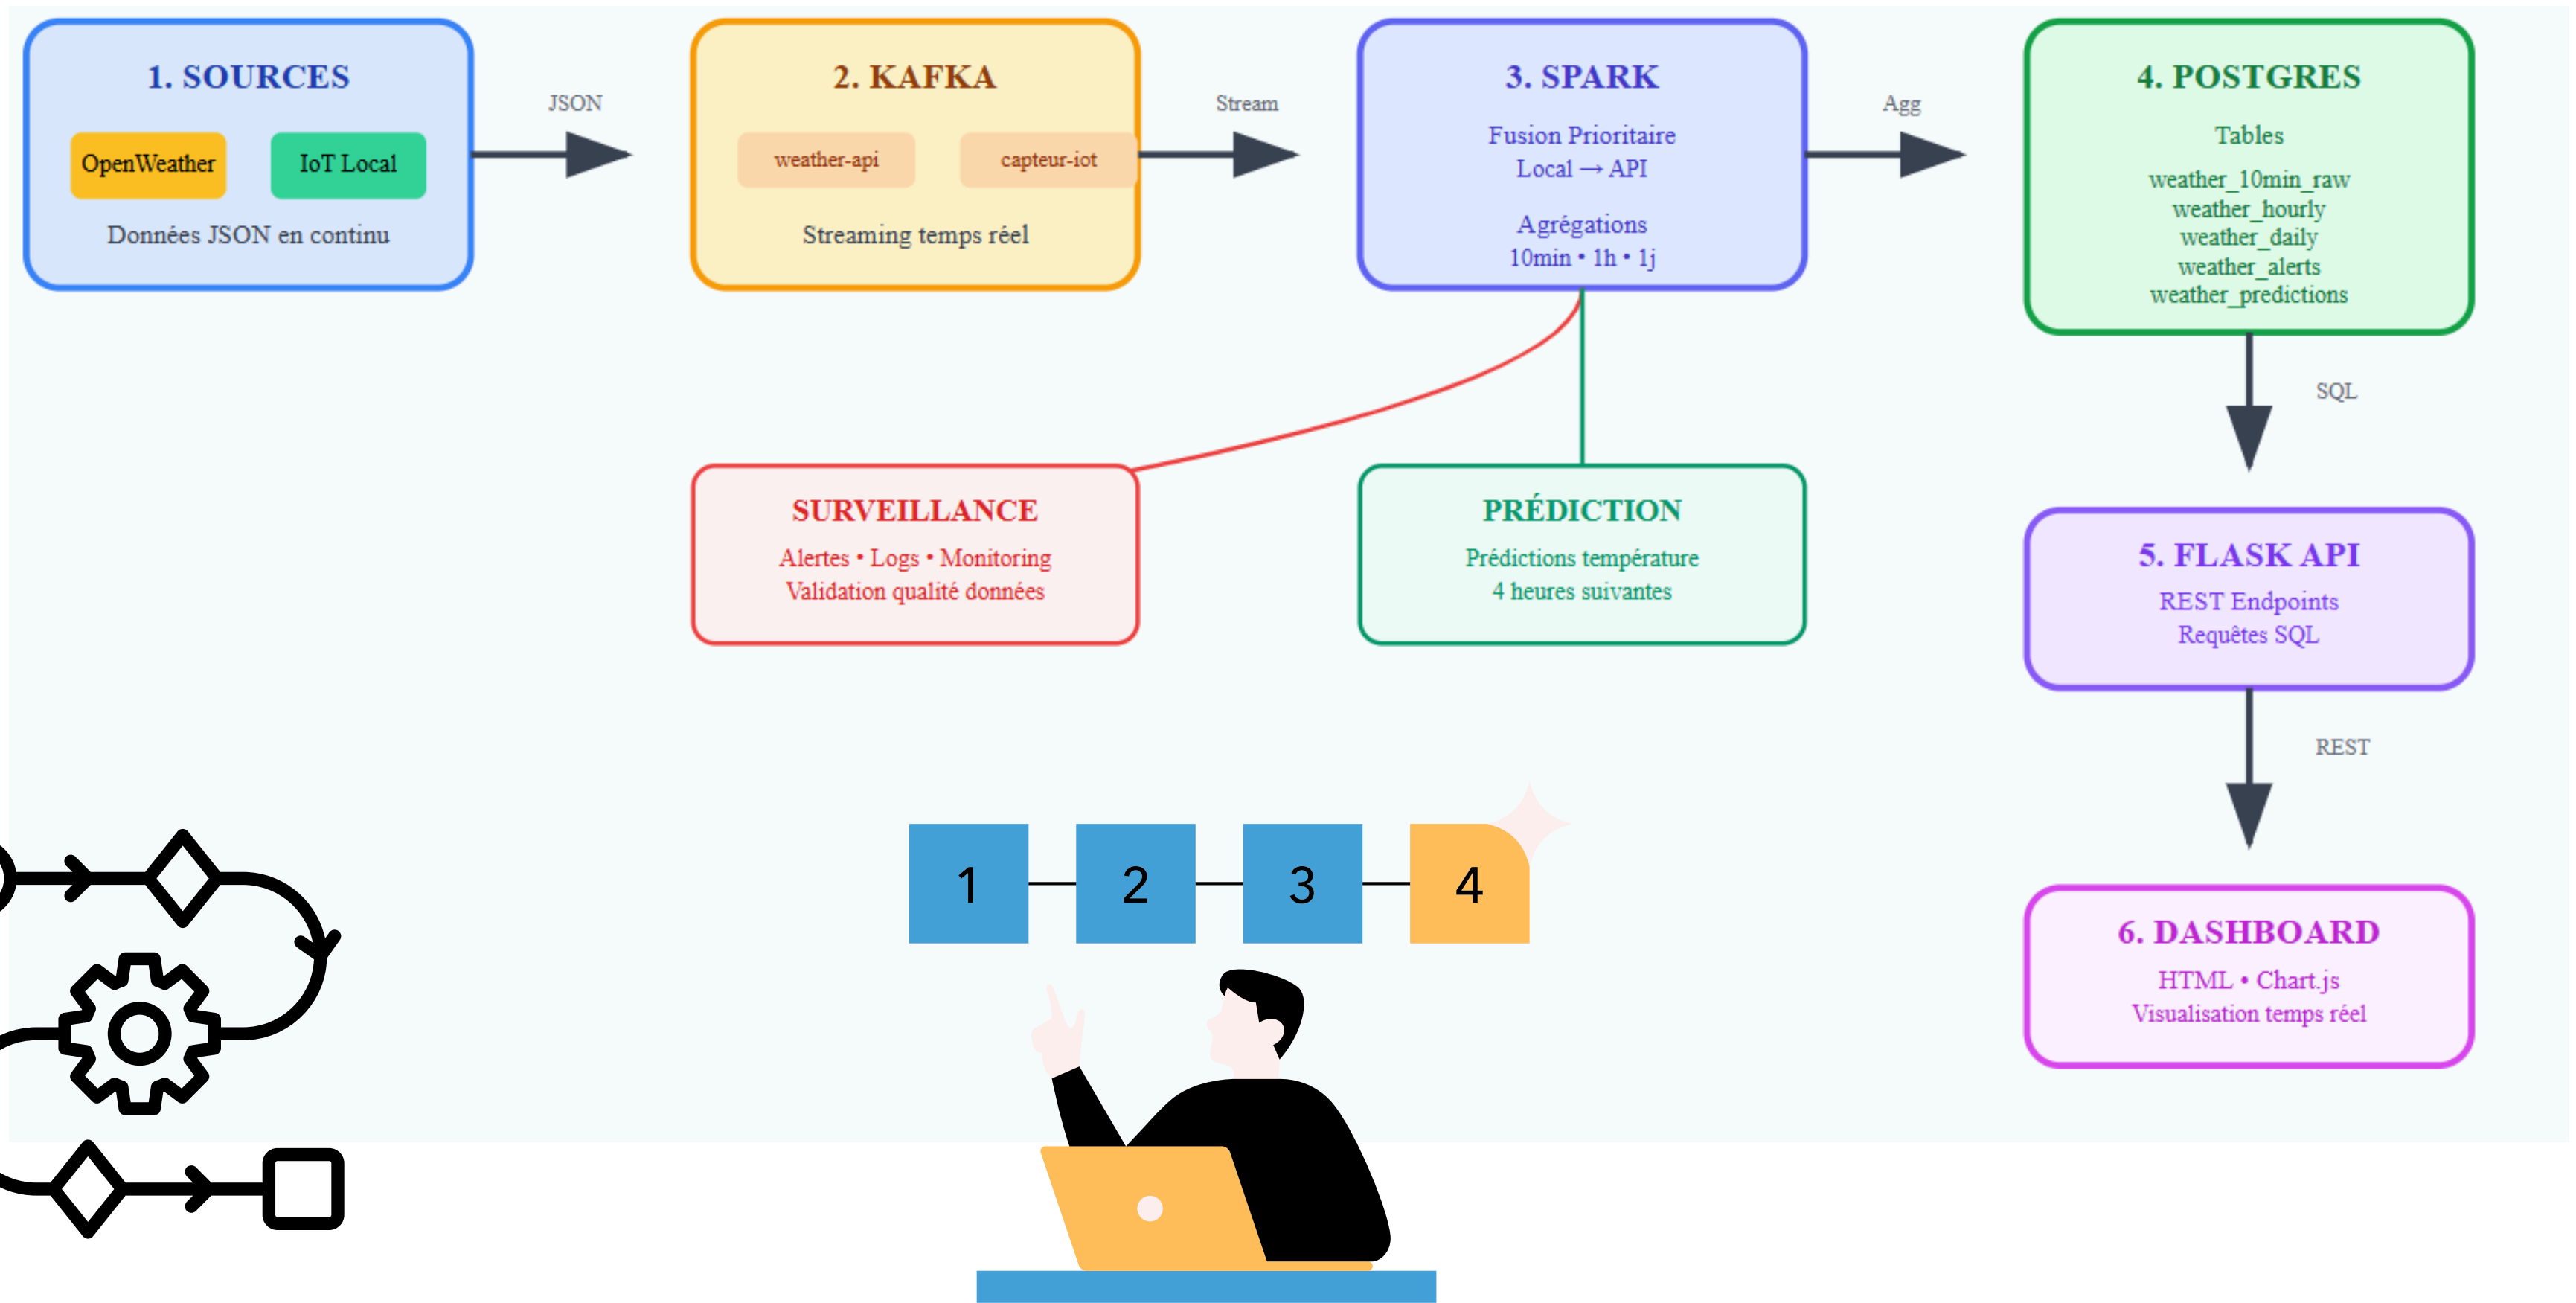 1. SOURCES
OpenWeather
IoT Local
Données JSON en continu
JSON
2. KAFKA
weather-api
capteur-iot
Streaming temps réel
Stream
3. SPARK
Fusion Prioritaire
Local → API
Agrégations
10min • 1h • 1j
Agg
4. POSTGRES
Tables
weather_10min_raw
weather_hourly
weather_daily
weather_alerts
weather_predictions
SQL
SURVEILLANCE
Alertes • Logs • Monitoring
Validation qualité données
PRÉDICTION
Prédictions température
4 heures suivantes
5. FLASK API
REST Endpoints
Requêtes SQL
REST
6. DASHBOARD
HTML • Chart.js
Visualisation temps réel
1
2
3
4